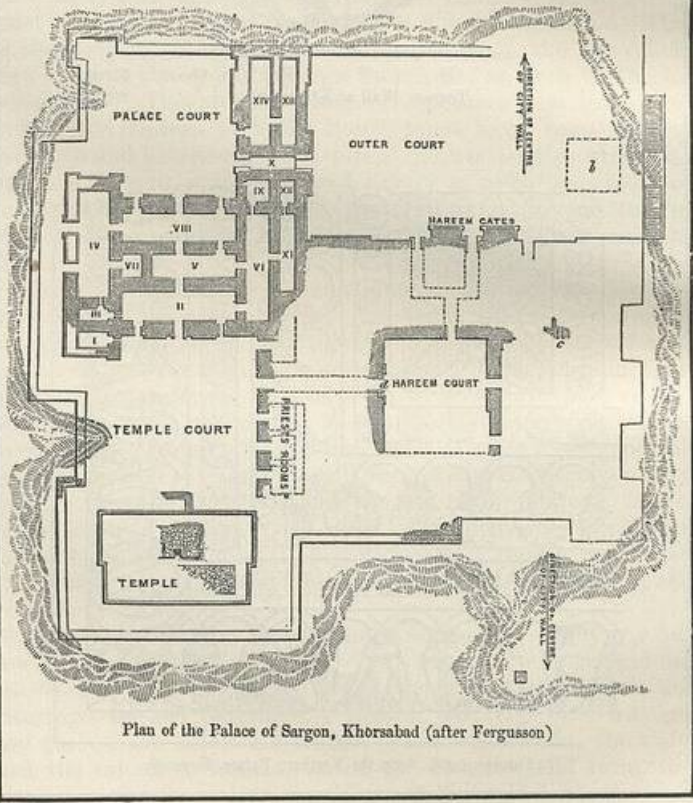 PALACE COURT
XIV
XIII
OUTER COURT
DIRECTION OF CENTRE
OF CITY WALL
b
X
IX
XII
HAREEM GATES
VIII
IV
VII
V
VI
XI
II
III
I
c
d HAREEM COURT
TEMPLE COURT
PRIESTS ROOMS
TEMPLE
DIRECTION OF CENTRE
OF CITY WALL
Plan of the Palace of Sargon, Khorsabad (after Fergusson)